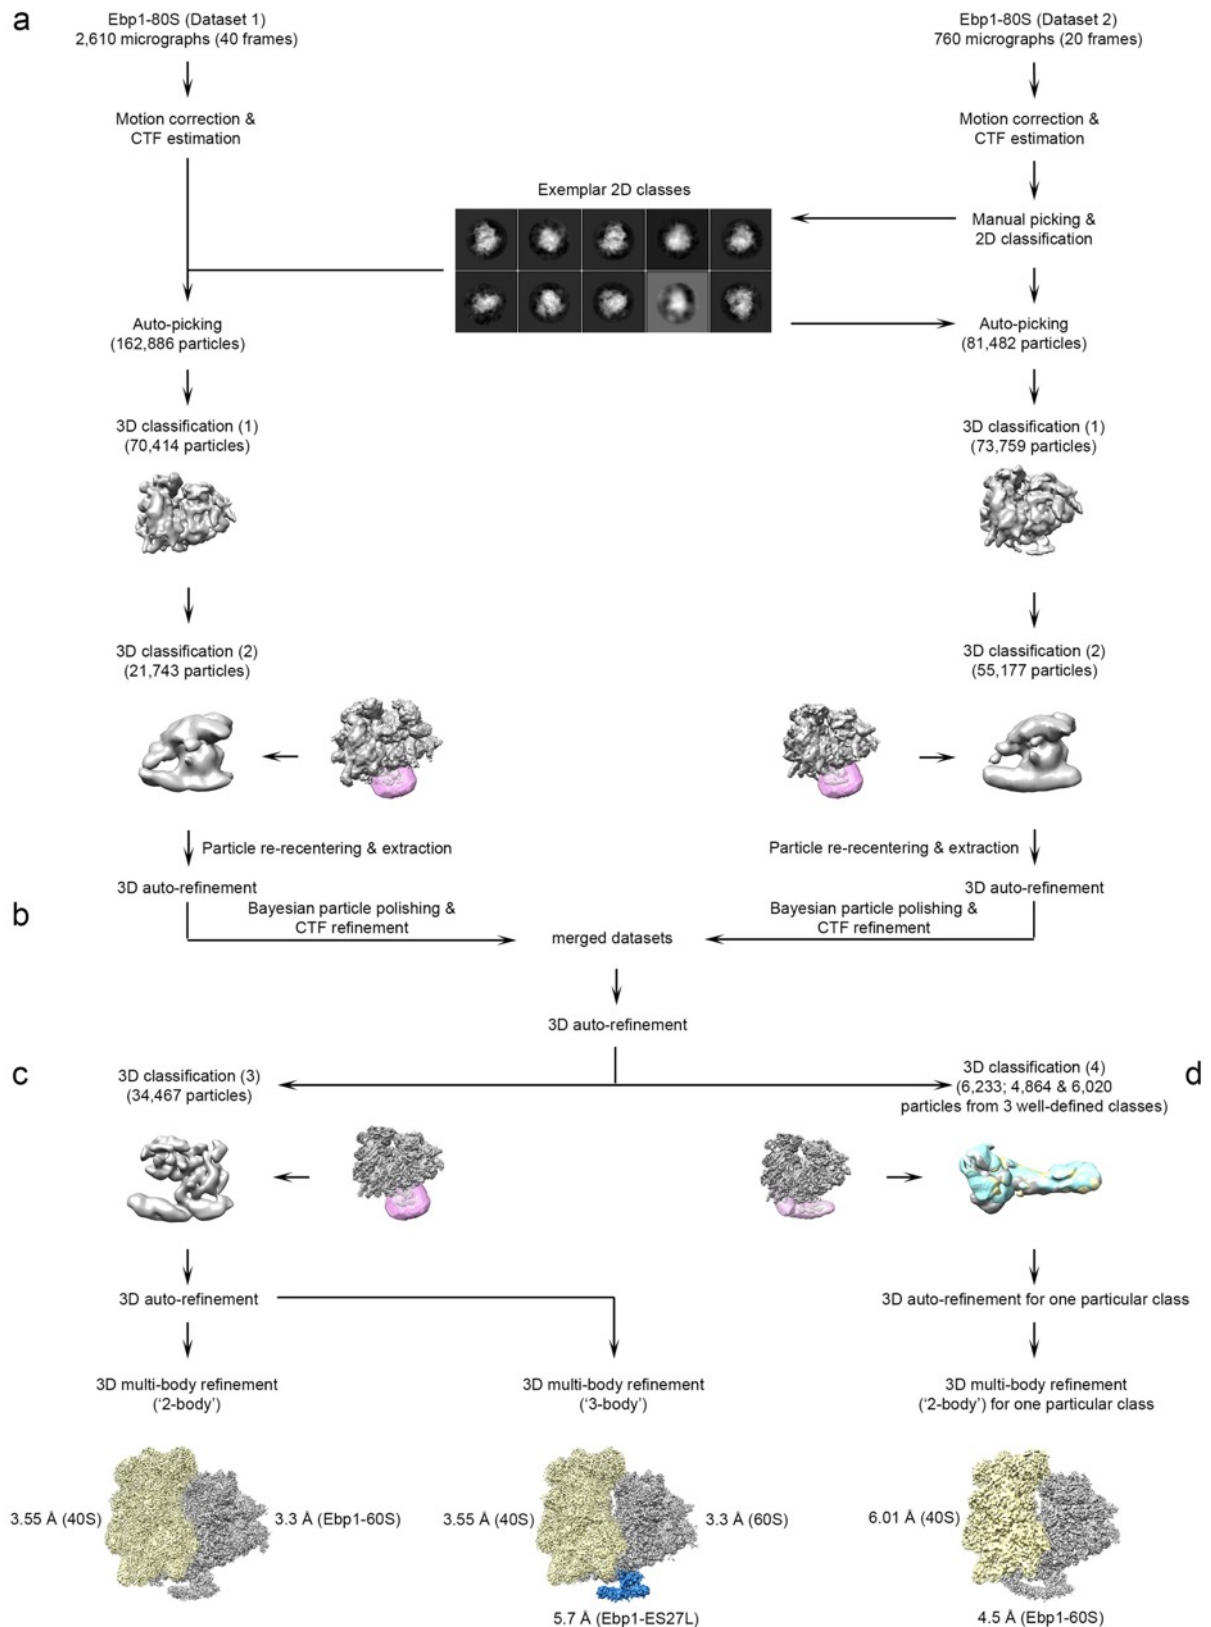 a
Ebp1-80S (Dataset 1)
2,610 micrographs (40 frames)
Ebp1-80S (Dataset 2)
760 micrographs (20 frames)
Motion correction &
CTF estimation
Motion correction &
CTF estimation
Exemplar 2D classes
Manual picking &
2D classification
Auto-picking
(162,886 particles)
Auto-picking
(81,482 particles)
3D classification (1)
(70,414 particles)
3D classification (1)
(73,759 particles)
3D classification (2)
(21,743 particles)
3D classification (2)
(55,177 particles)
Particle re-recentering & extraction
Particle re-recentering & extraction
3D auto-refinement
3D auto-refinement
b
Bayesian particle polishing &
CTF refinement
Bayesian particle polishing &
CTF refinement
merged datasets
3D auto-refinement
c
3D classification (3)
(34,467 particles)
d
3D classification (4)
(6,233; 4,864 & 6,020
particles from 3 well-defined classes)
3D auto-refinement
3D auto-refinement for one particular class
3D multi-body refinement
(‘2-body’)
3D multi-body refinement
(‘3-body’)
3D multi-body refinement
(‘2-body’) for one particular class
3.55 Å (40S)
3.3 Å (Ebp1-60S)
3.55 Å (40S)
3.3 Å (60S)
6.01 Å (40S)
5.7 Å (Ebp1-ES27L)
4.5 Å (Ebp1-60S)